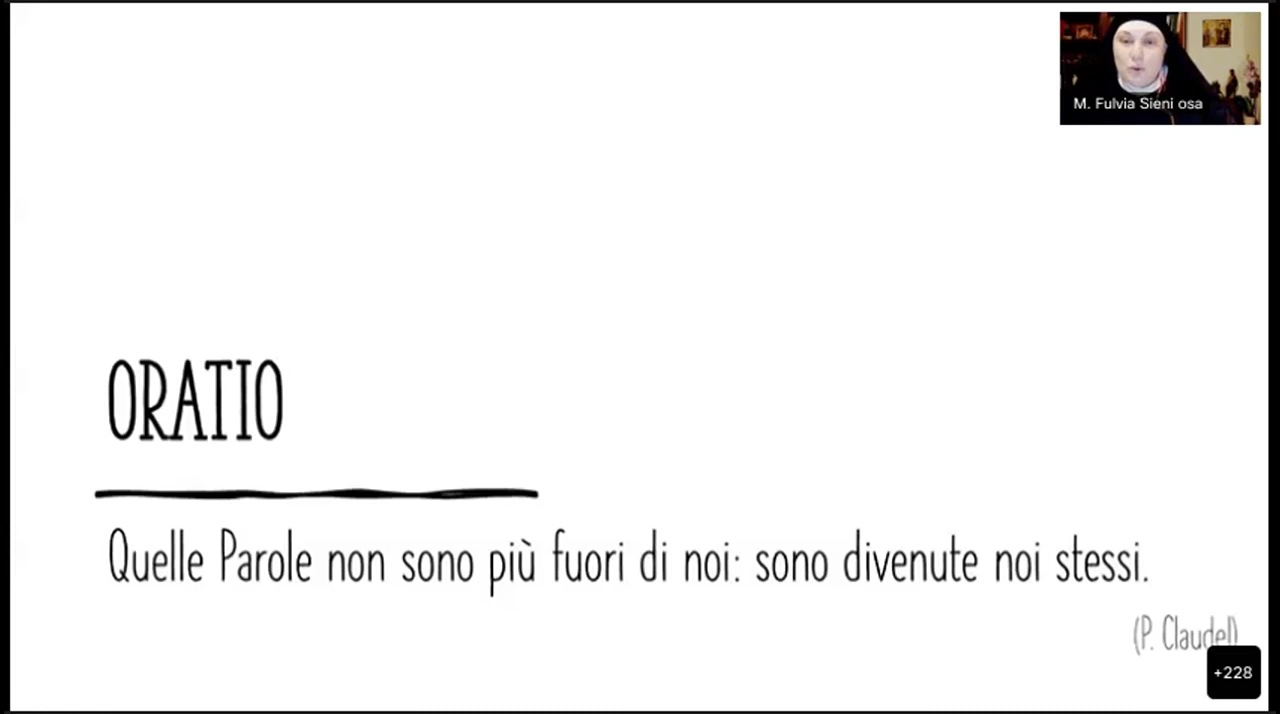 M. Fulvia Sieni osa
ORATIO
Quelle Parole non sono più fuori di noi: sono divenute noi stessi.
(P. Claudel)
+228